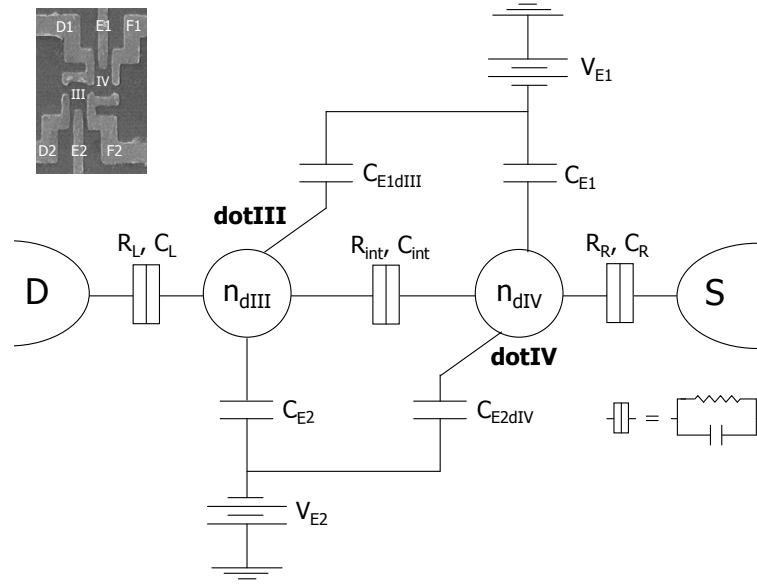 D1 E1 F1
IV
III
D2 E2 F2
V_E1
C_E1dIII
C_E1
dotIII
R_L, C_L
R_int, C_int
R_R, C_R
D
n_dIII
n_dIV
S
dotIV
C_E2
C_E2dIV
=
V_E2